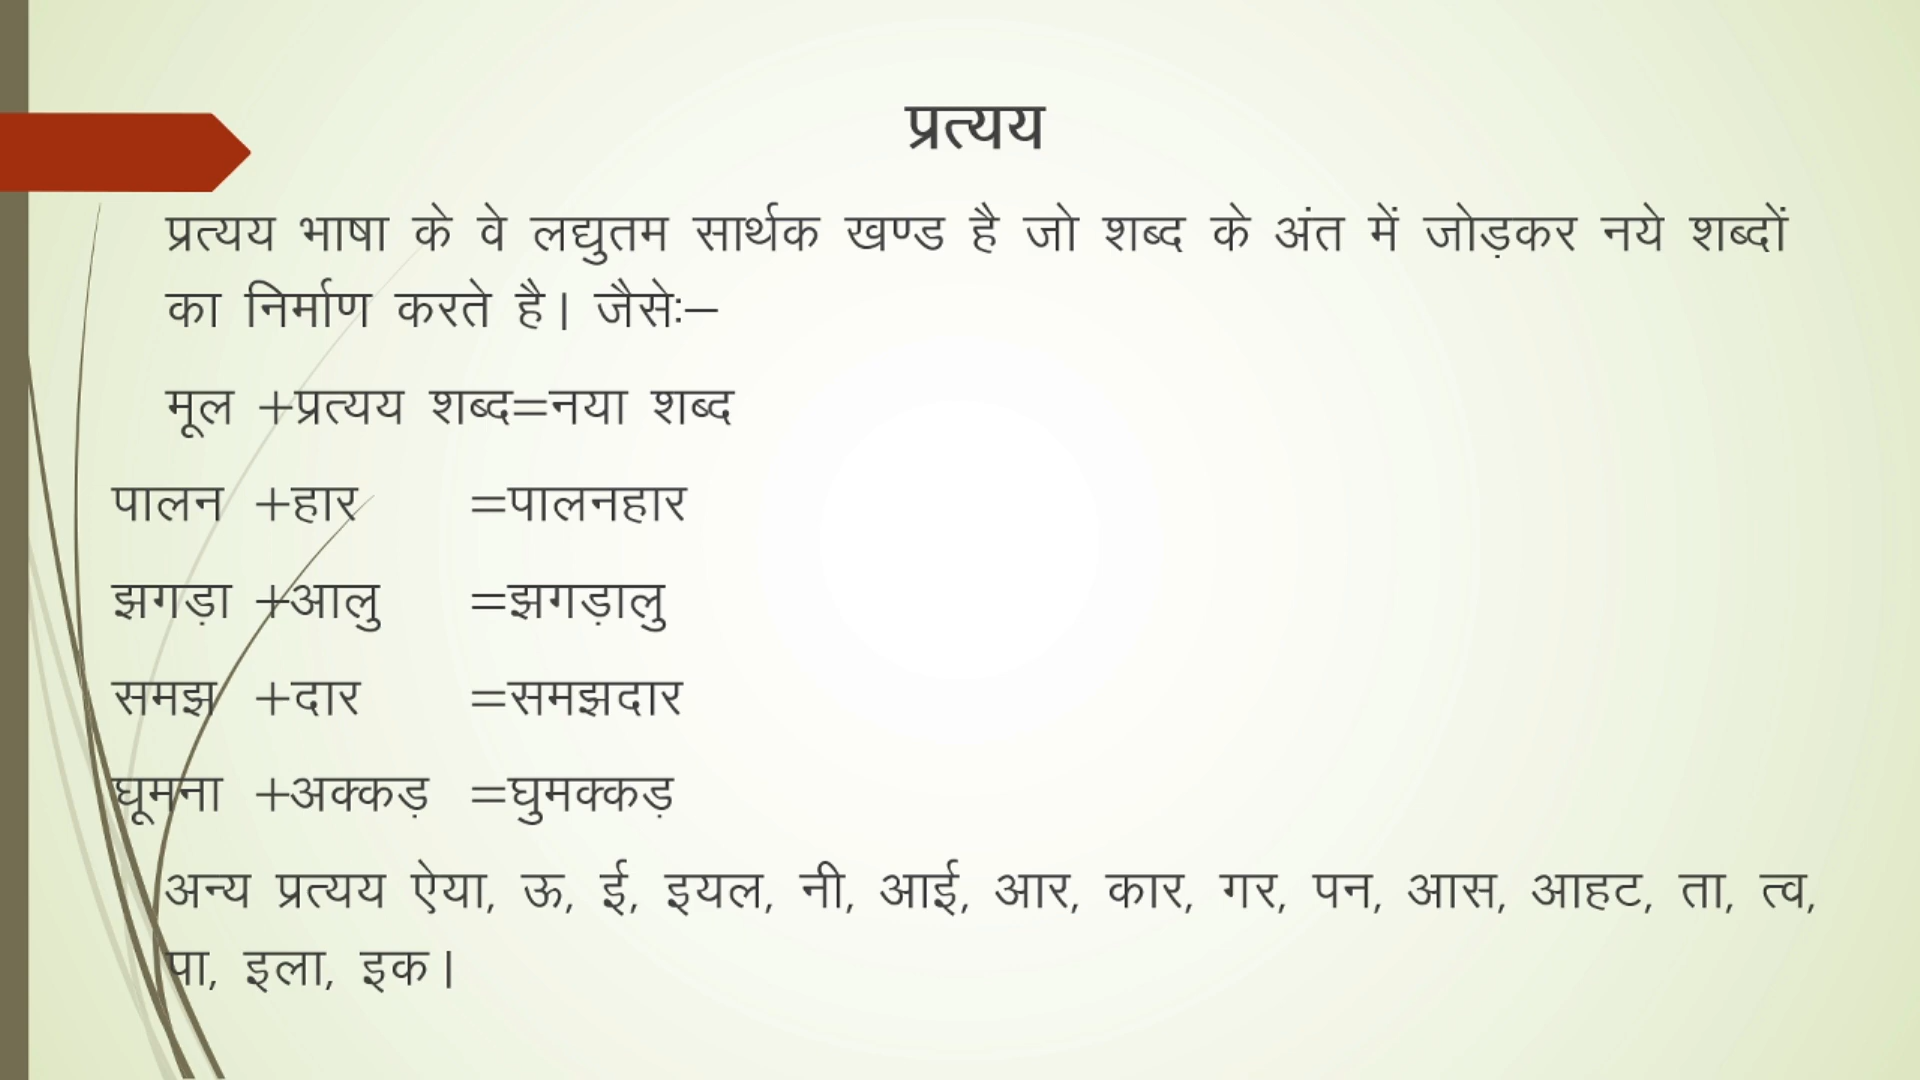 प्रत्यय
प्रत्यय भाषा के वे लद्युतम सार्थक खण्ड है जो शब्द के अंत में जोड़कर नये शब्दों
का निर्माण करते है। जैसेः–
मूल +प्रत्यय शब्द=नया शब्द
पालन +हार =पालनहार
झगड़ा +आलु =झगड़ालु
समझ +दार =समझदार
घूमना +अक्कड़ =घुमक्कड़
अन्य प्रत्यय ऐया, ऊ, ई, इयल, नी, आई, आर, कार, गर, पन, आस, आहट, ता, त्व,
पा, इला, इक।